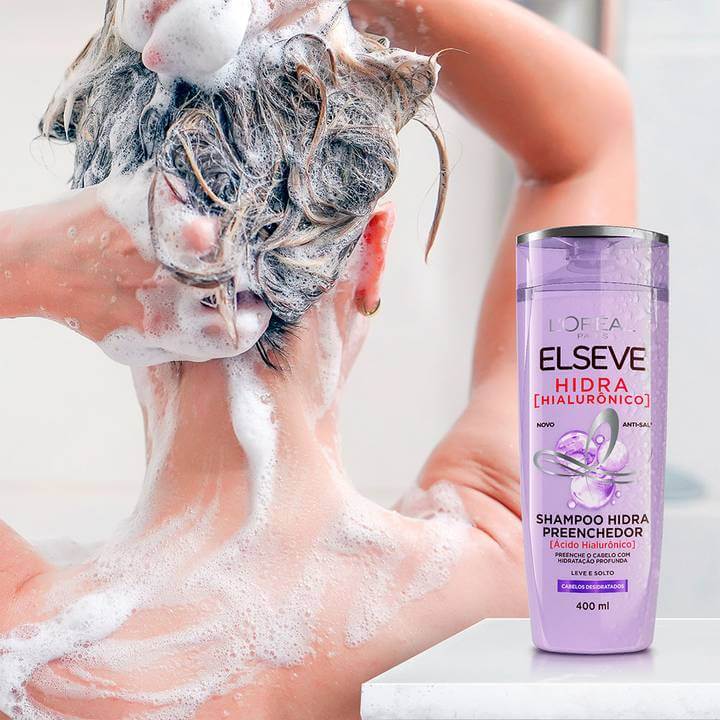 L'ORÉAL
PARIS
ELSEVE
HIDRA
[HIALURÔNICO]
NOVO ANTI-SAL*
SHAMPOO HIDRA
PREENCHEDOR
[Ácido Hialurônico]
PREENCHE O CABELO COM
HIDRATAÇÃO PROFUNDA
LEVE E SOLTO
CABELOS DESIDRATADOS
400 ml